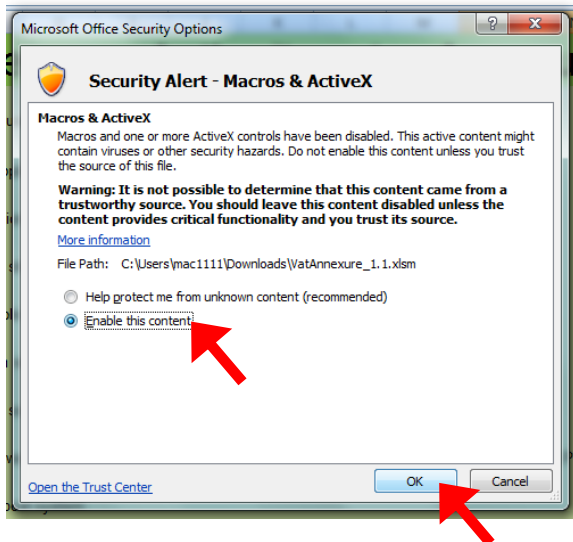 Microsoft Office Security Options
Security Alert - Macros & ActiveX
Macros & ActiveX
Macros and one or more ActiveX controls have been disabled. This active content might
contain viruses or other security hazards. Do not enable this content unless you trust
the source of this file.
Warning: It is not possible to determine that this content came from a
trustworthy source. You should leave this content disabled unless the
content provides critical functionality and you trust its source.
More information
File Path: C:\Users\mac1111\Downloads\VatAnnexure_1.1.xlsm
Help protect me from unknown content (recommended)
Enable this content
Open the Trust Center
OK
Cancel